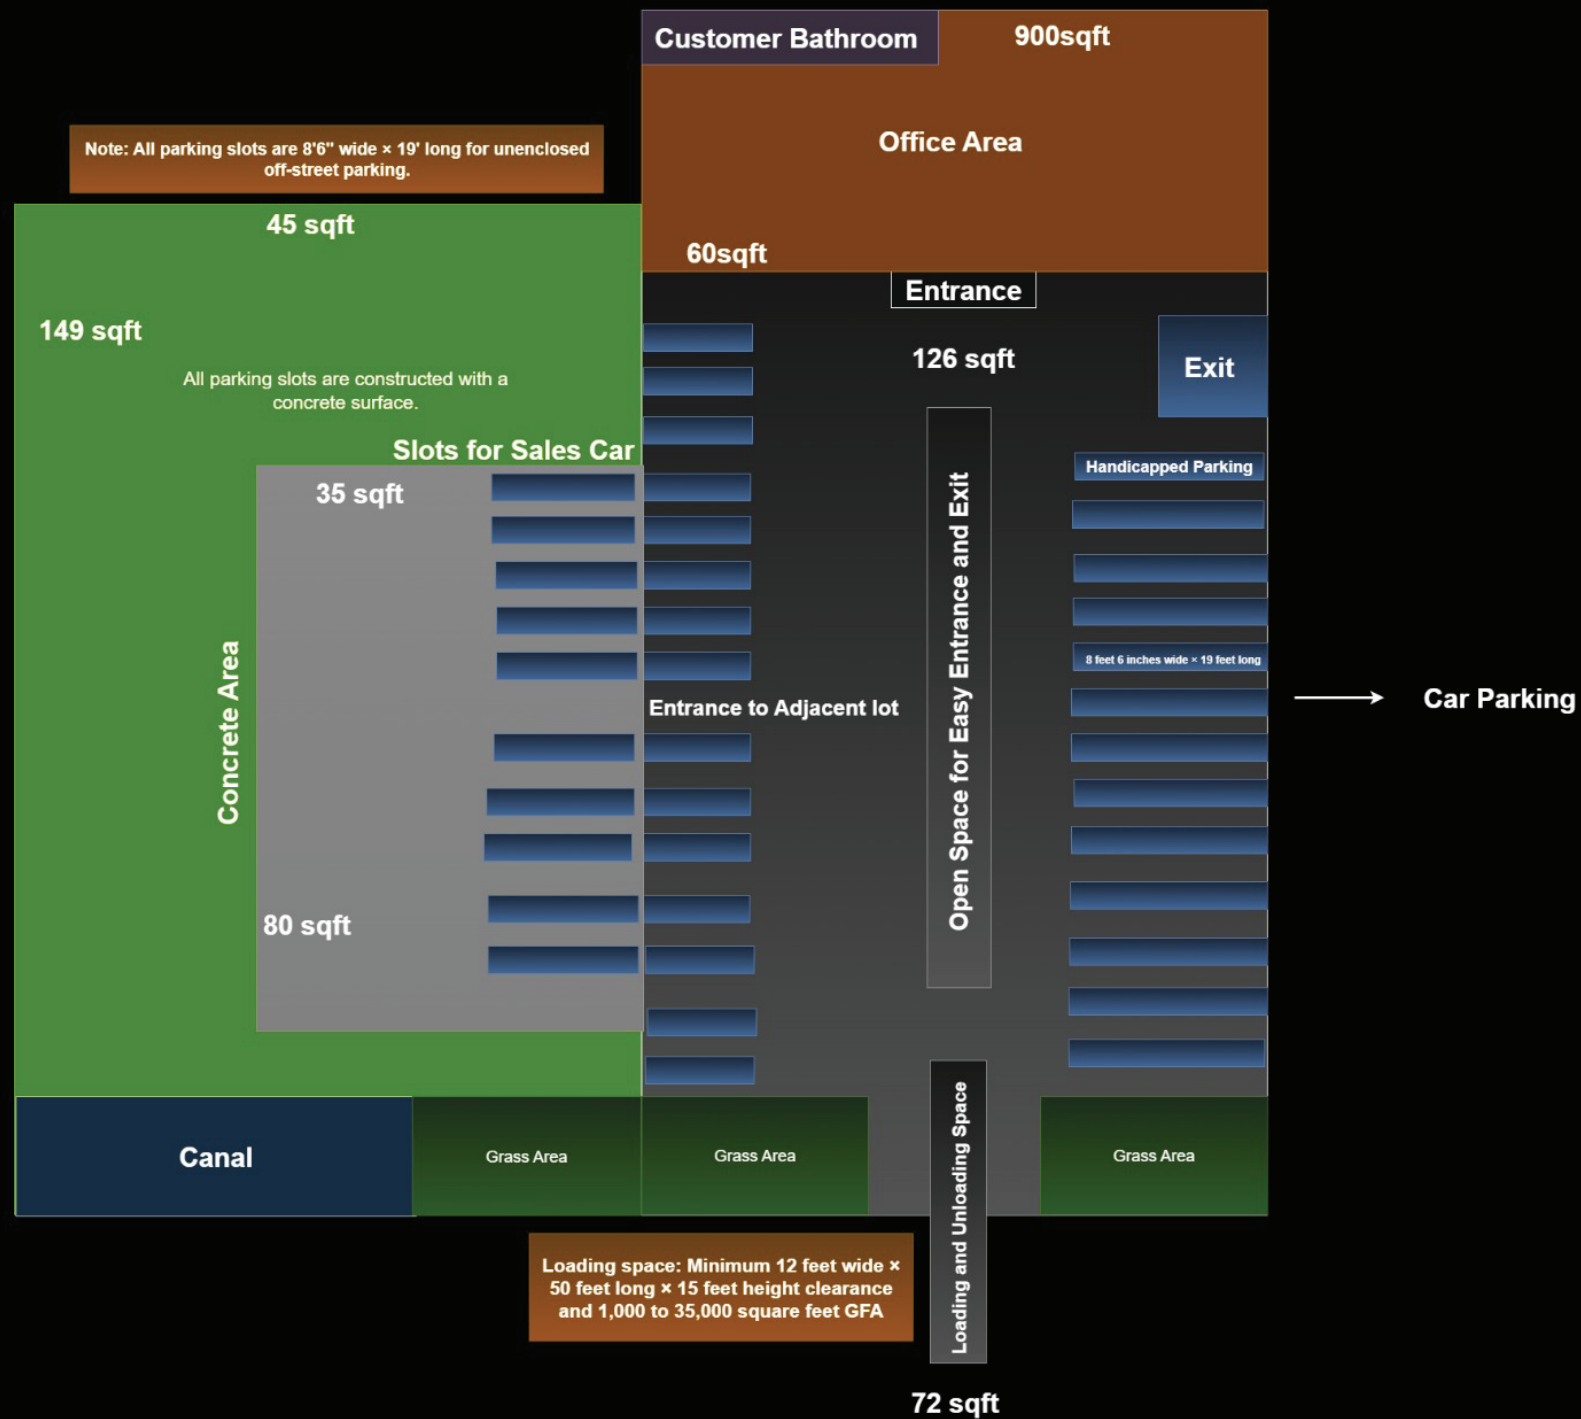 Customer Bathroom
900sqft
Office Area
Note: All parking slots are 8'6" wide × 19' long for unenclosed
off-street parking.
45 sqft
60sqft
Entrance
149 sqft
126 sqft
Exit
All parking slots are constructed with a
concrete surface.
Slots for Sales Car
35 sqft
Handicapped Parking
Open Space for Easy Entrance and Exit
Concrete Area
8 feet 6 inches wide × 19 feet long
Entrance to Adjacent lot
Car Parking
80 sqft
Canal
Grass Area
Grass Area
Loading and Unloading Space
Grass Area
Loading space: Minimum 12 feet wide ×
50 feet long × 15 feet height clearance
and 1,000 to 35,000 square feet GFA
72 sqft